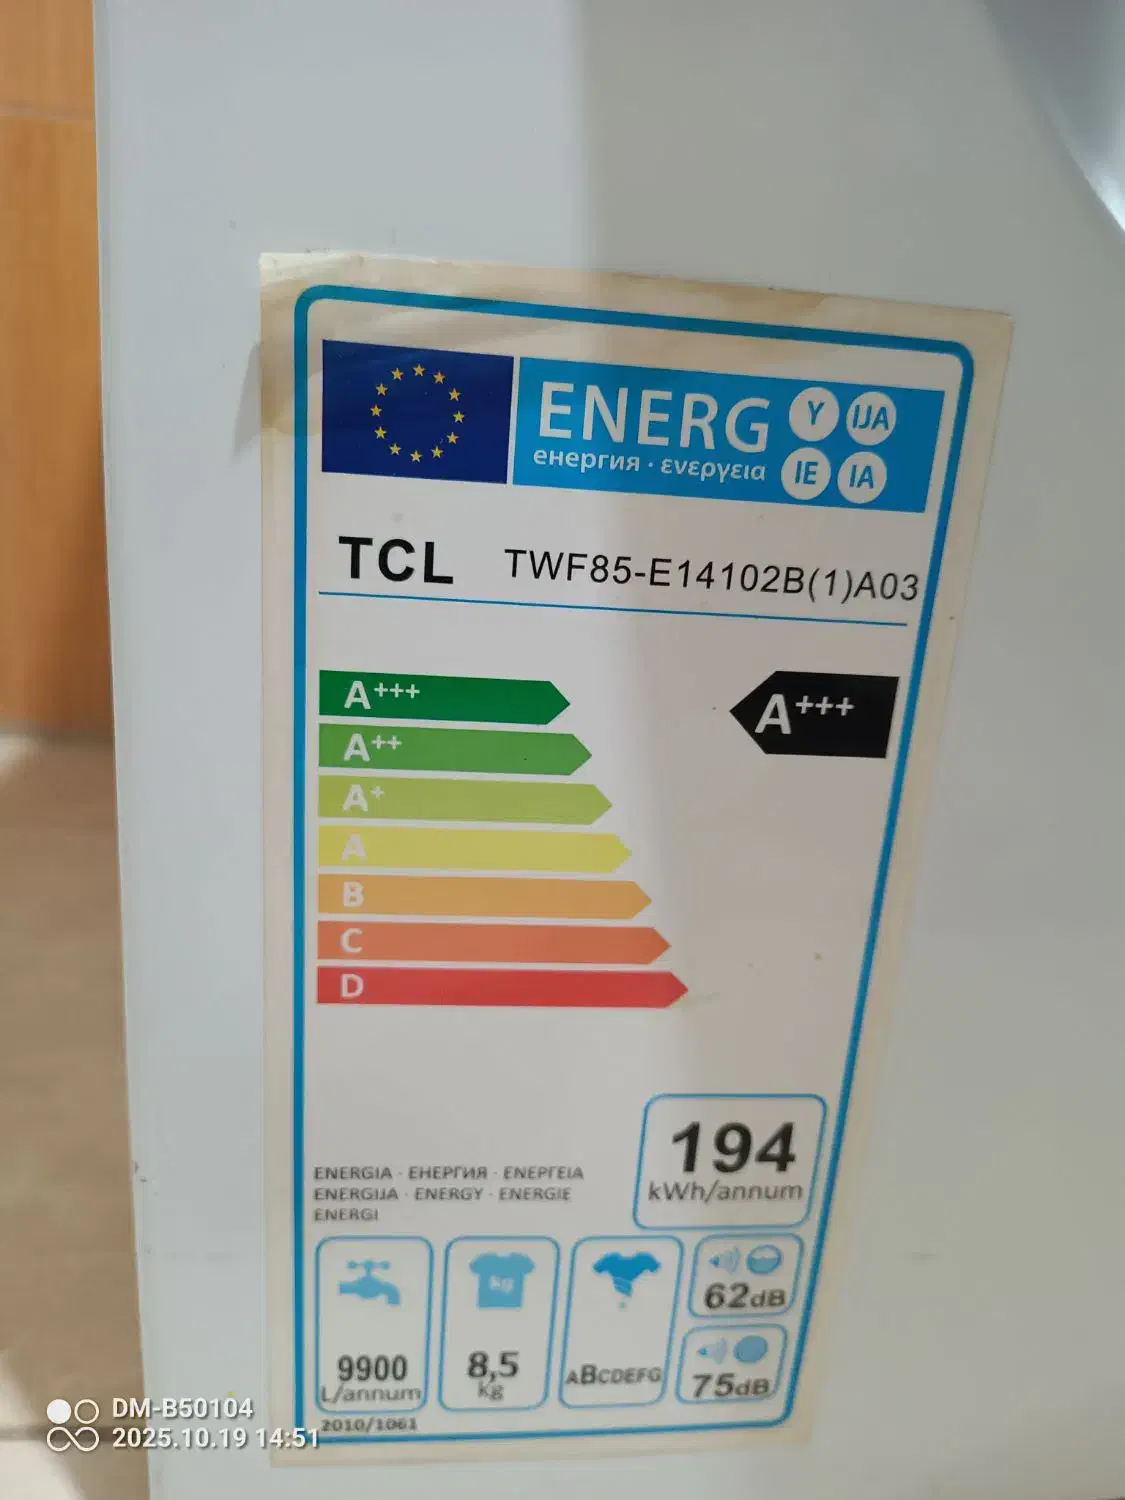 ENERG Y IJA
енергия · ενεργεια IE IA
TCL TWF85-E14102B(1)A03
A+++
A+++
A++
A+
A
B
C
D
194
kWh/annum
ENERGIA · ЕНЕРГИЯ · ΕΝΕΡΓΕΙΑ
ENERGIJA · ENERGY · ENERGIE
ENERGI
9900
L/annum
kg
8,5
kg
ABCDEFG
62dB
75dB
2010/1061
DM-B50104
2025.10.19 14:51